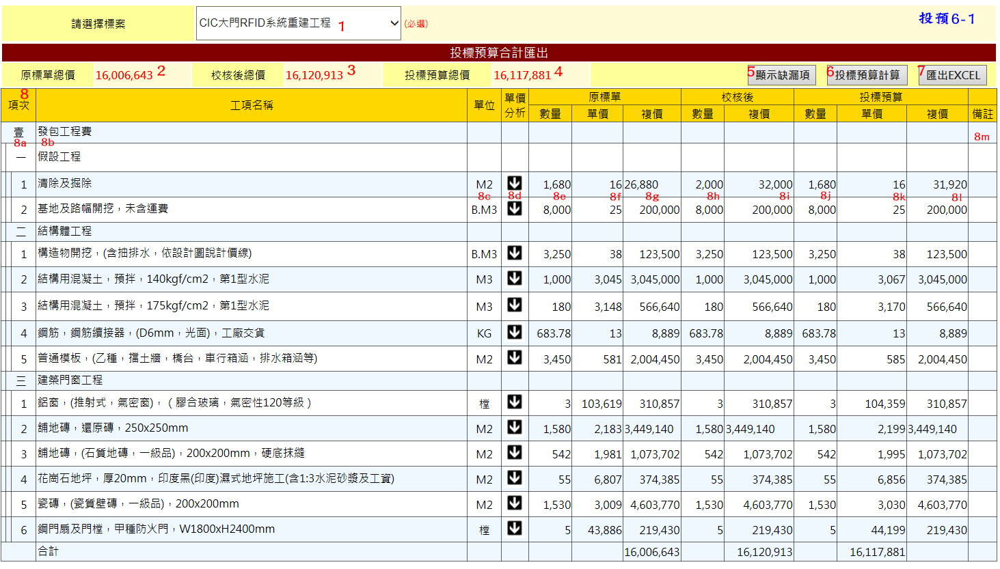 請選擇標案 CIC大門RFID系統重建工程 1 (必選) 投預6-1
投標預算合計匯出
原標單總價 16,006,643 2 校核後總價 16,120,913 3 投標預算總價 16,117,881 4 5 顯示缺漏項 6 投標預算計算 7 匯出EXCEL
8
項次 工項名稱 單位 單價分析 原標單 校核後 投標預算 備註
數量 單價 複價 數量 複價 數量 單價 複價
壹 發包工程費
8a 8b 8m
一 假設工程
1 清除及掘除 M2 1,680 16 26,880 2,000 32,000 1,680 16 31,920
8c 8d 8e 8f 8g 8h 8i 8j 8k 8l
2 基地及路幅開挖，未含運費 B.M3 8,000 25 200,000 8,000 200,000 8,000 25 200,000
二 結構體工程
1 構造物開挖，(含抽排水，依設計圖說計價線) B.M3 3,250 38 123,500 3,250 123,500 3,250 38 123,500
2 結構用混凝土，預拌，140kgf/cm2，第1型水泥 M3 1,000 3,045 3,045,000 1,000 3,045,000 1,000 3,067 3,045,000
3 結構用混凝土，預拌，175kgf/cm2，第1型水泥 M3 180 3,148 566,640 180 566,640 180 3,170 566,640
4 鋼筋，鋼筋續接器，(D6mm，光面)，工廠交貨 KG 683.78 13 8,889 683.78 8,889 683.78 13 8,889
5 普通模板，(乙種，擋土牆，橋台，車行箱涵，排水箱涵等) M2 3,450 581 2,004,450 3,450 2,004,450 3,450 585 2,004,450
三 建築門窗工程
1 鋁窗，(推射式，氣密窗)，（膠合玻璃，氣密性120等級） 樘 3 103,619 310,857 3 310,857 3 104,359 310,857
2 舖地磚，還原磚，250x250mm M2 1,580 2,183 3,449,140 1,580 3,449,140 1,580 2,199 3,449,140
3 舖地磚，(石質地磚，一級品)，200x200mm，硬底抹縫 M2 542 1,981 1,073,702 542 1,073,702 542 1,995 1,073,702
4 花崗石地坪，厚20mm，印度黑(印度)濕式地坪施工(含1:3水泥砂漿及工資) M2 55 6,807 374,385 55 374,385 55 6,856 374,385
5 瓷磚，(瓷質壁磚，一級品)，200x200mm M2 1,530 3,009 4,603,770 1,530 4,603,770 1,530 3,030 4,603,770
6 鋼門扇及門樘，甲種防火門，W1800xH2400mm 樘 5 43,886 219,430 5 219,430 5 44,199 219,430
合計 16,006,643 16,120,913 16,117,881